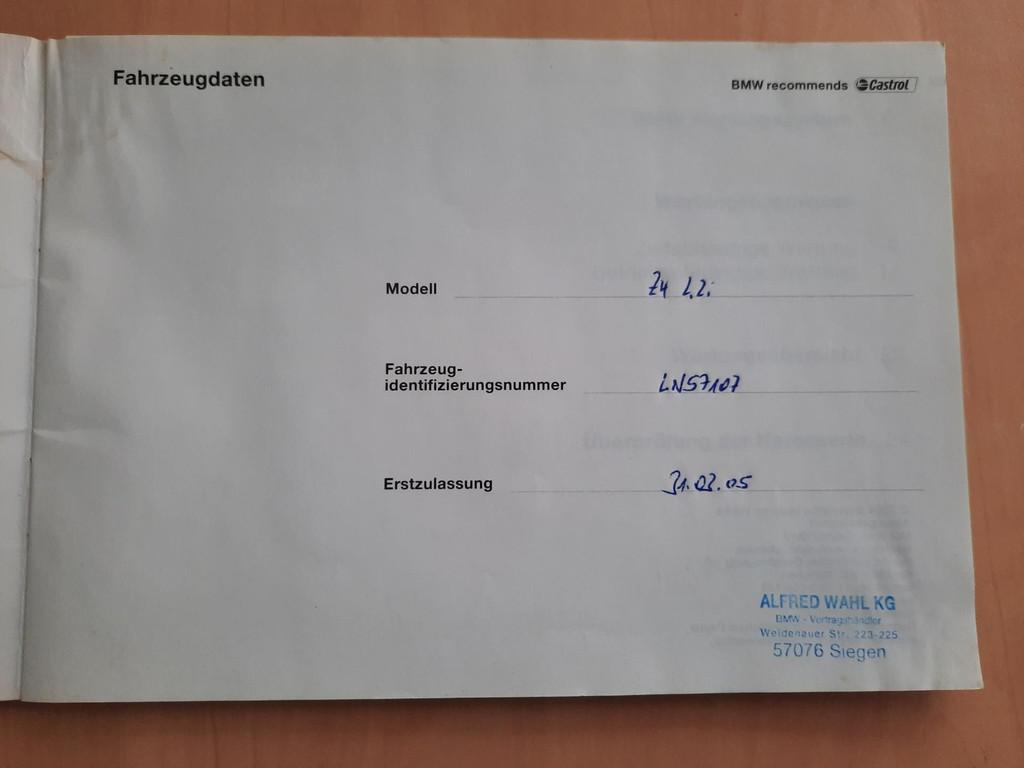 Fahrzeugdaten
BMW recommends Castrol
Modell Z4 2,2i
Fahrzeug-
identifizierungsnummer LN57107
Erstzulassung 31.03.05
ALFRED WAHL KG
BMW - Vertragshändler
Weidenauer Str. 223-225
57076 Siegen